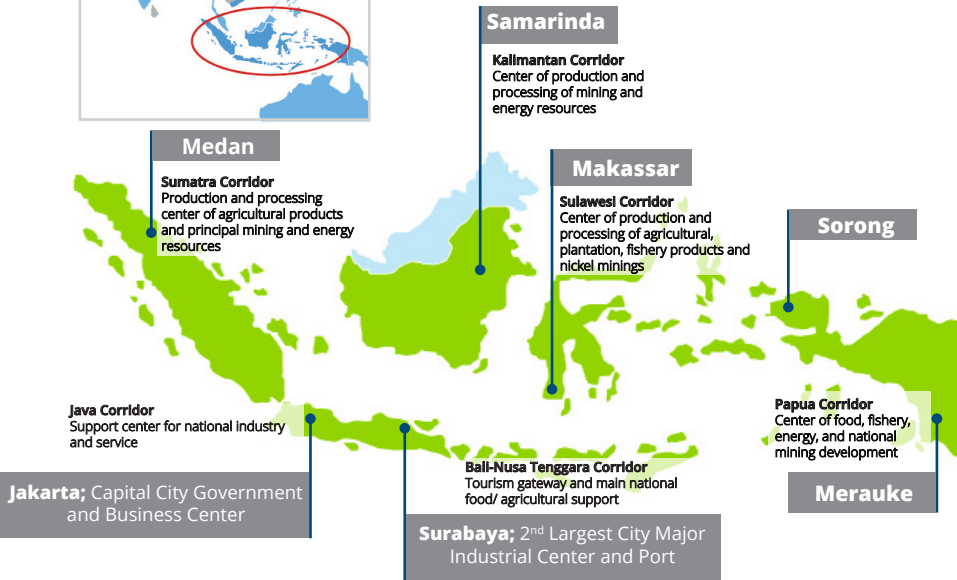 Samarinda
Kalimantan Corridor
Center of production and
processing of mining and
energy resources
Medan
Sumatra Corridor
Production and processing
center of agricultural products
and principal mining and energy
resources
Makassar
Sulawesi Corridor
Center of production and
processing of agricultural,
plantation, fishery products and
nickel minings
Sorong
Java Corridor
Support center for national industry
and service
Jakarta; Capital City Government
and Business Center
Bali-Nusa Tenggara Corridor
Tourism gateway and main national
food/ agricultural support
Surabaya; 2nd Largest City Major
Industrial Center and Port
Papua Corridor
Center of food, fishery,
energy, and national
mining development
Merauke